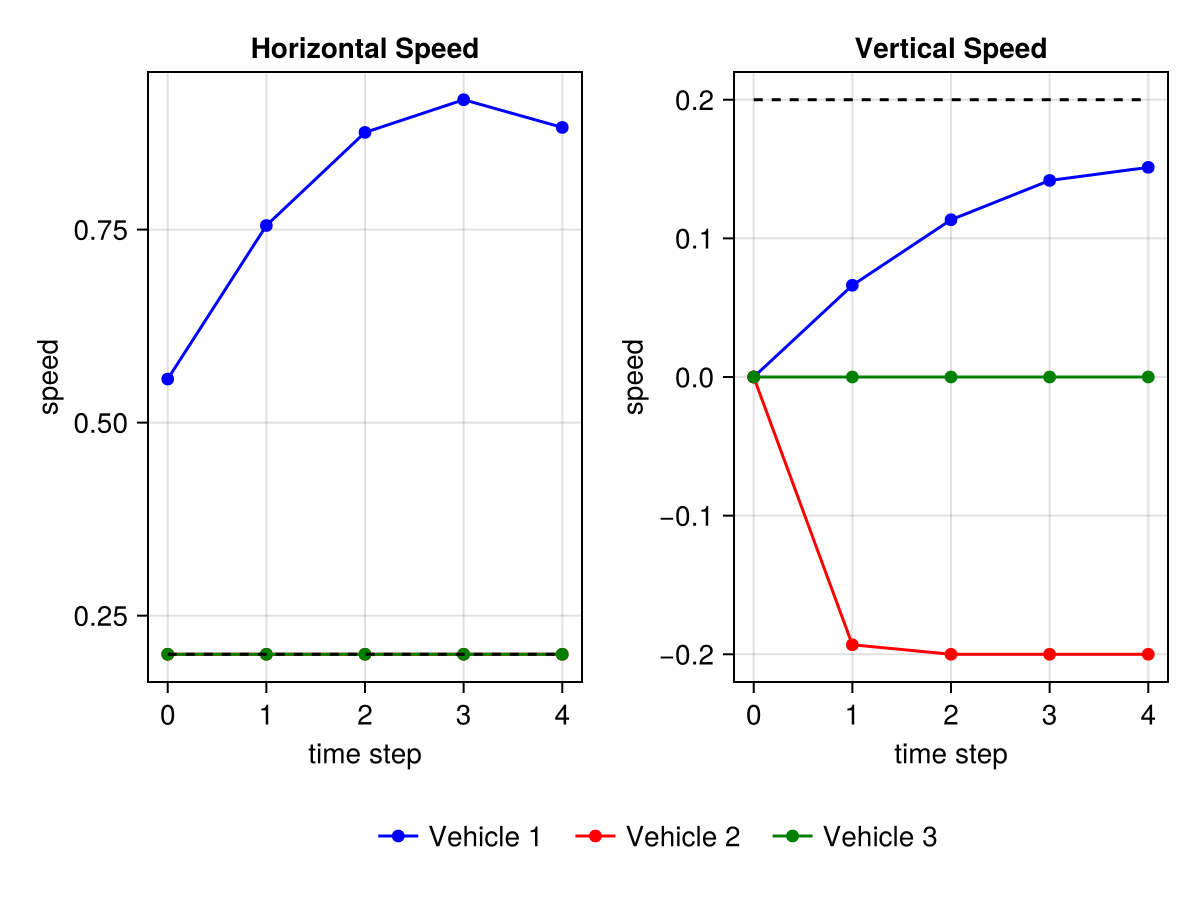 Horizontal Speed
0.75
0.50
0.25
speed
0 1 2 3 4
time step
Vertical Speed
0.2
0.1
0.0
−0.1
−0.2
speed
0 1 2 3 4
time step
Vehicle 1 Vehicle 2 Vehicle 3